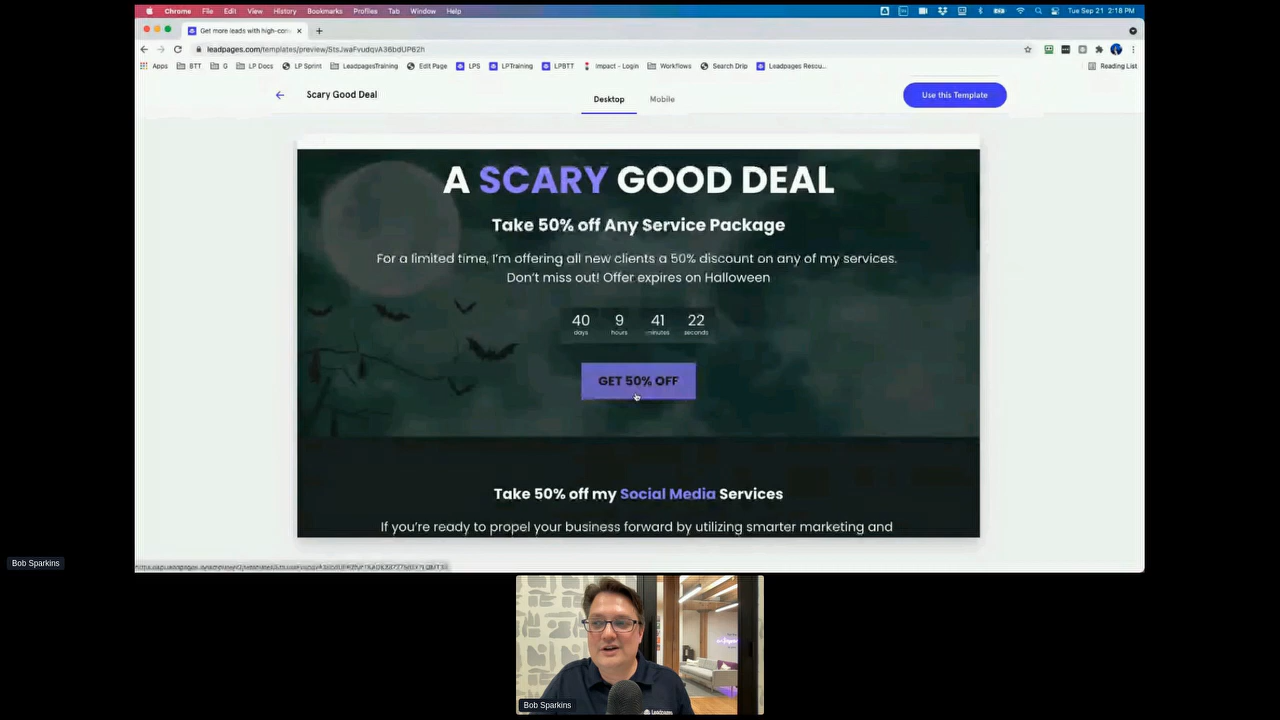 Chrome File Edit View History Bookmarks Profiles Tab Window Help Tue Sep 21 2:18 PM
Get more leads with high-con
leadpages.com/templates/preview/5tsJwaFvudqvA36bdUP62h
Apps BTT G LP Docs LP Sprint LeadpagesTraining Edit Page LPS LPTraining LPBTT Impact - Login Workflows Search Drip Leadpages Resou... Reading List
Scary Good Deal Desktop Mobile Use this Template
A SCARY GOOD DEAL
Take 50% off Any Service Package
For a limited time, I'm offering all new clients a 50% discount on any of my services.
Don't miss out! Offer expires on Halloween
40 9 41 22
days hours minutes seconds
GET 50% OFF
Take 50% off my Social Media Services
If you're ready to propel your business forward by utilizing smarter marketing and
Bob Sparkins
Leadpages
Bob Sparkins